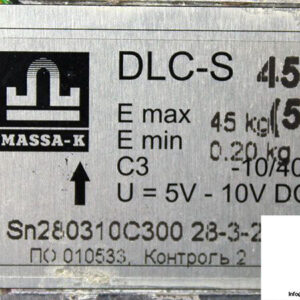 DLC-S 45
MASSA-K
E max 45 kg (5
E min 0.20 kg
C3 -10/40
U = 5V - 10V DC
Sn280310C300 28-3-2
ПО 010533, Контроль 2